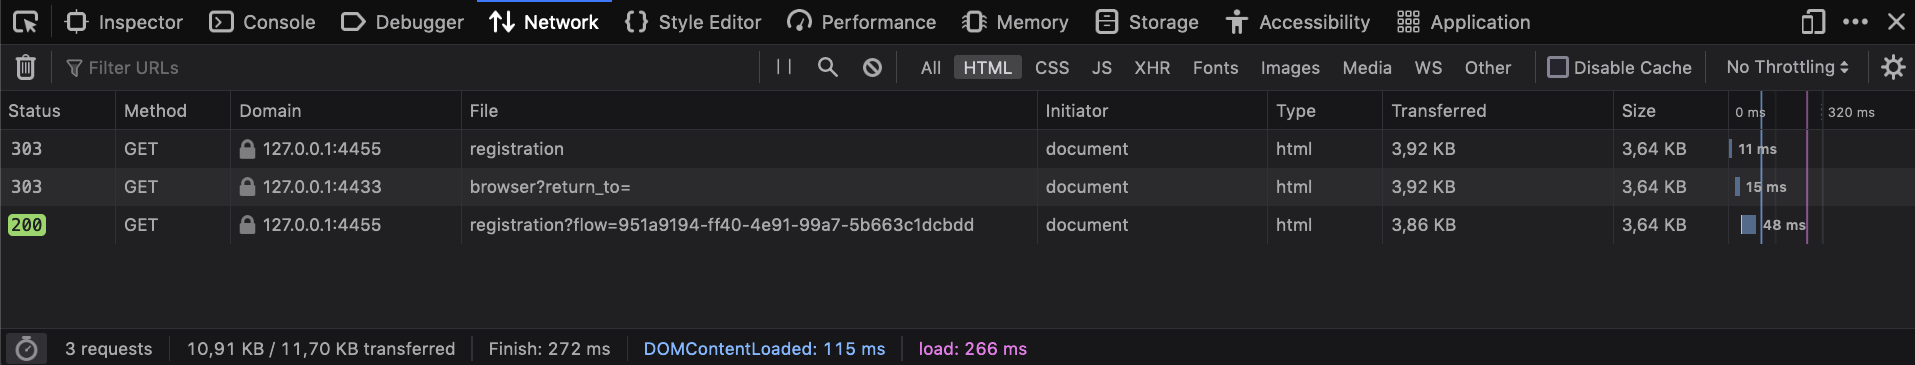 Inspector Console Debugger Network Style Editor Performance Memory Storage Accessibility Application
Filter URLs All HTML CSS JS XHR Fonts Images Media WS Other Disable Cache No Throttling
Status Method Domain File Initiator Type Transferred Size 0 ms 320 ms
303 GET 127.0.0.1:4455 registration document html 3,92 KB 3,64 KB 11 ms
303 GET 127.0.0.1:4433 browser?return_to= document html 3,92 KB 3,64 KB 15 ms
200 GET 127.0.0.1:4455 registration?flow=951a9194-ff40-4e91-99a7-5b663c1dcbdd document html 3,86 KB 3,64 KB 48 ms
3 requests 10,91 KB / 11,70 KB transferred Finish: 272 ms DOMContentLoaded: 115 ms load: 266 ms